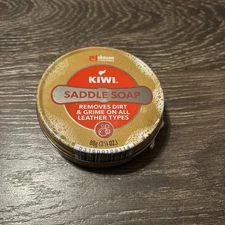 KIWI
SADDLE SOAP
REMOVES DIRT
& GRIME ON ALL
LEATHER TYPES